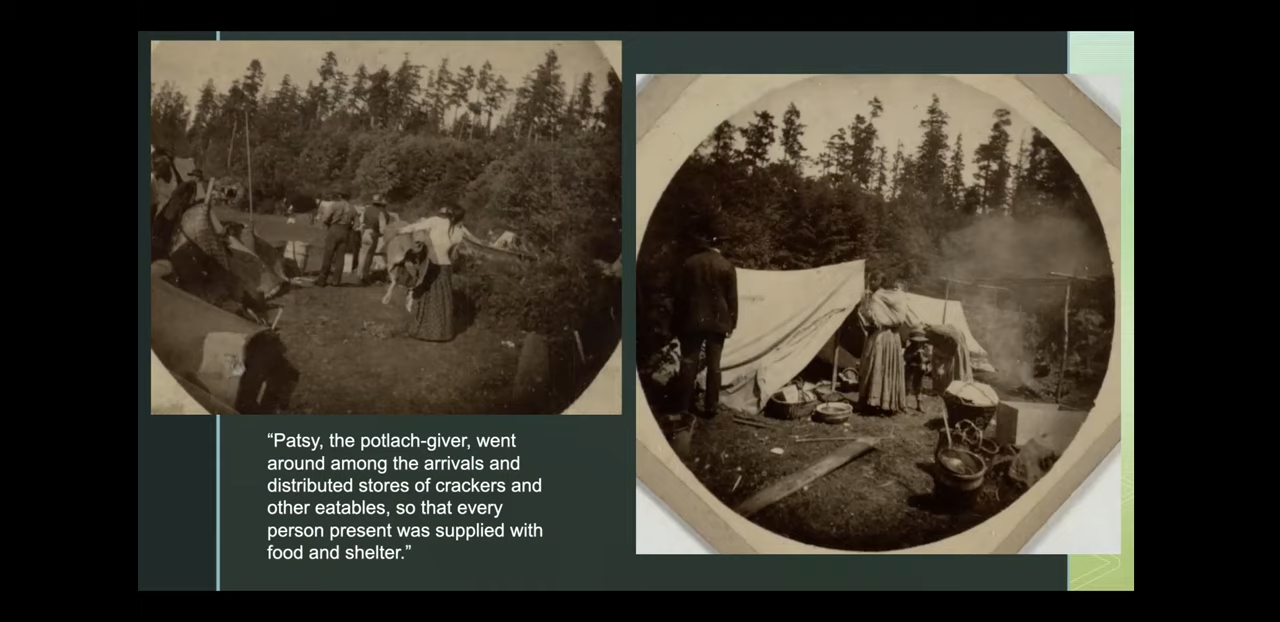 “Patsy, the potlach-giver, went
around among the arrivals and
distributed stores of crackers and
other eatables, so that every
person present was supplied with
food and shelter.”